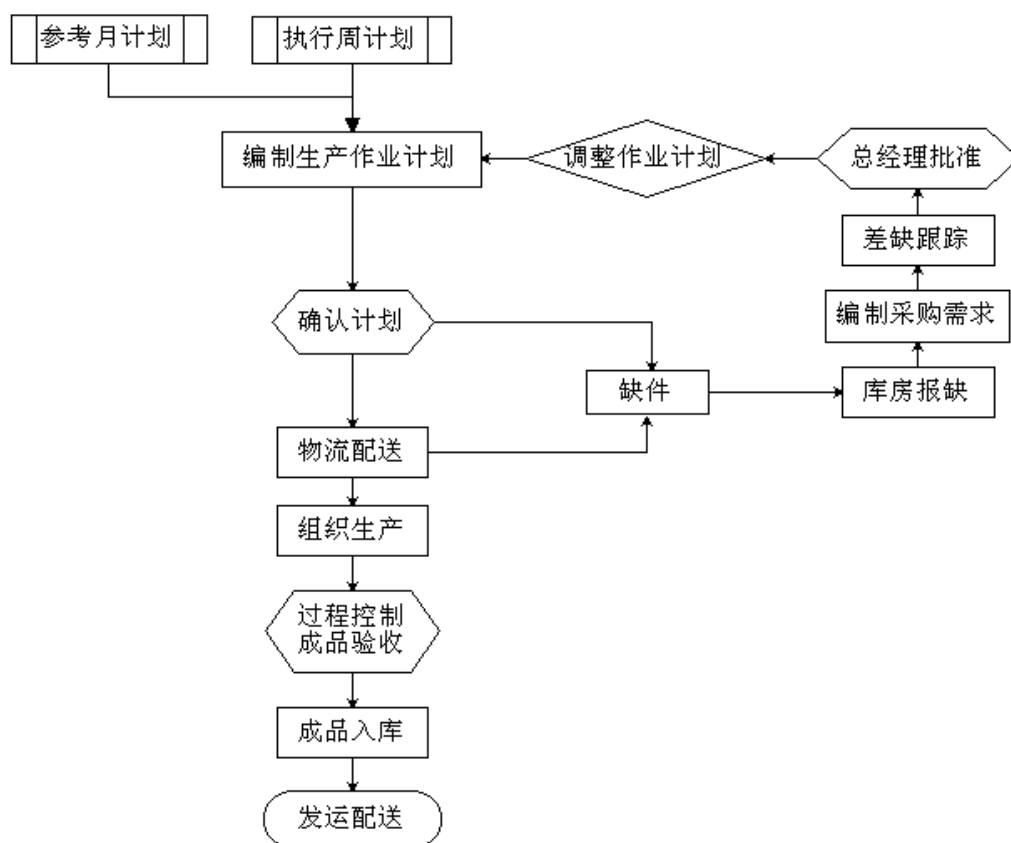 参考月计划
执行周计划
编制生产作业计划
调整作业计划
总经理批准
差缺跟踪
确认计划
编制采购需求
缺件
库房报缺
物流配送
组织生产
过程控制
成品验收
成品入库
发运配送